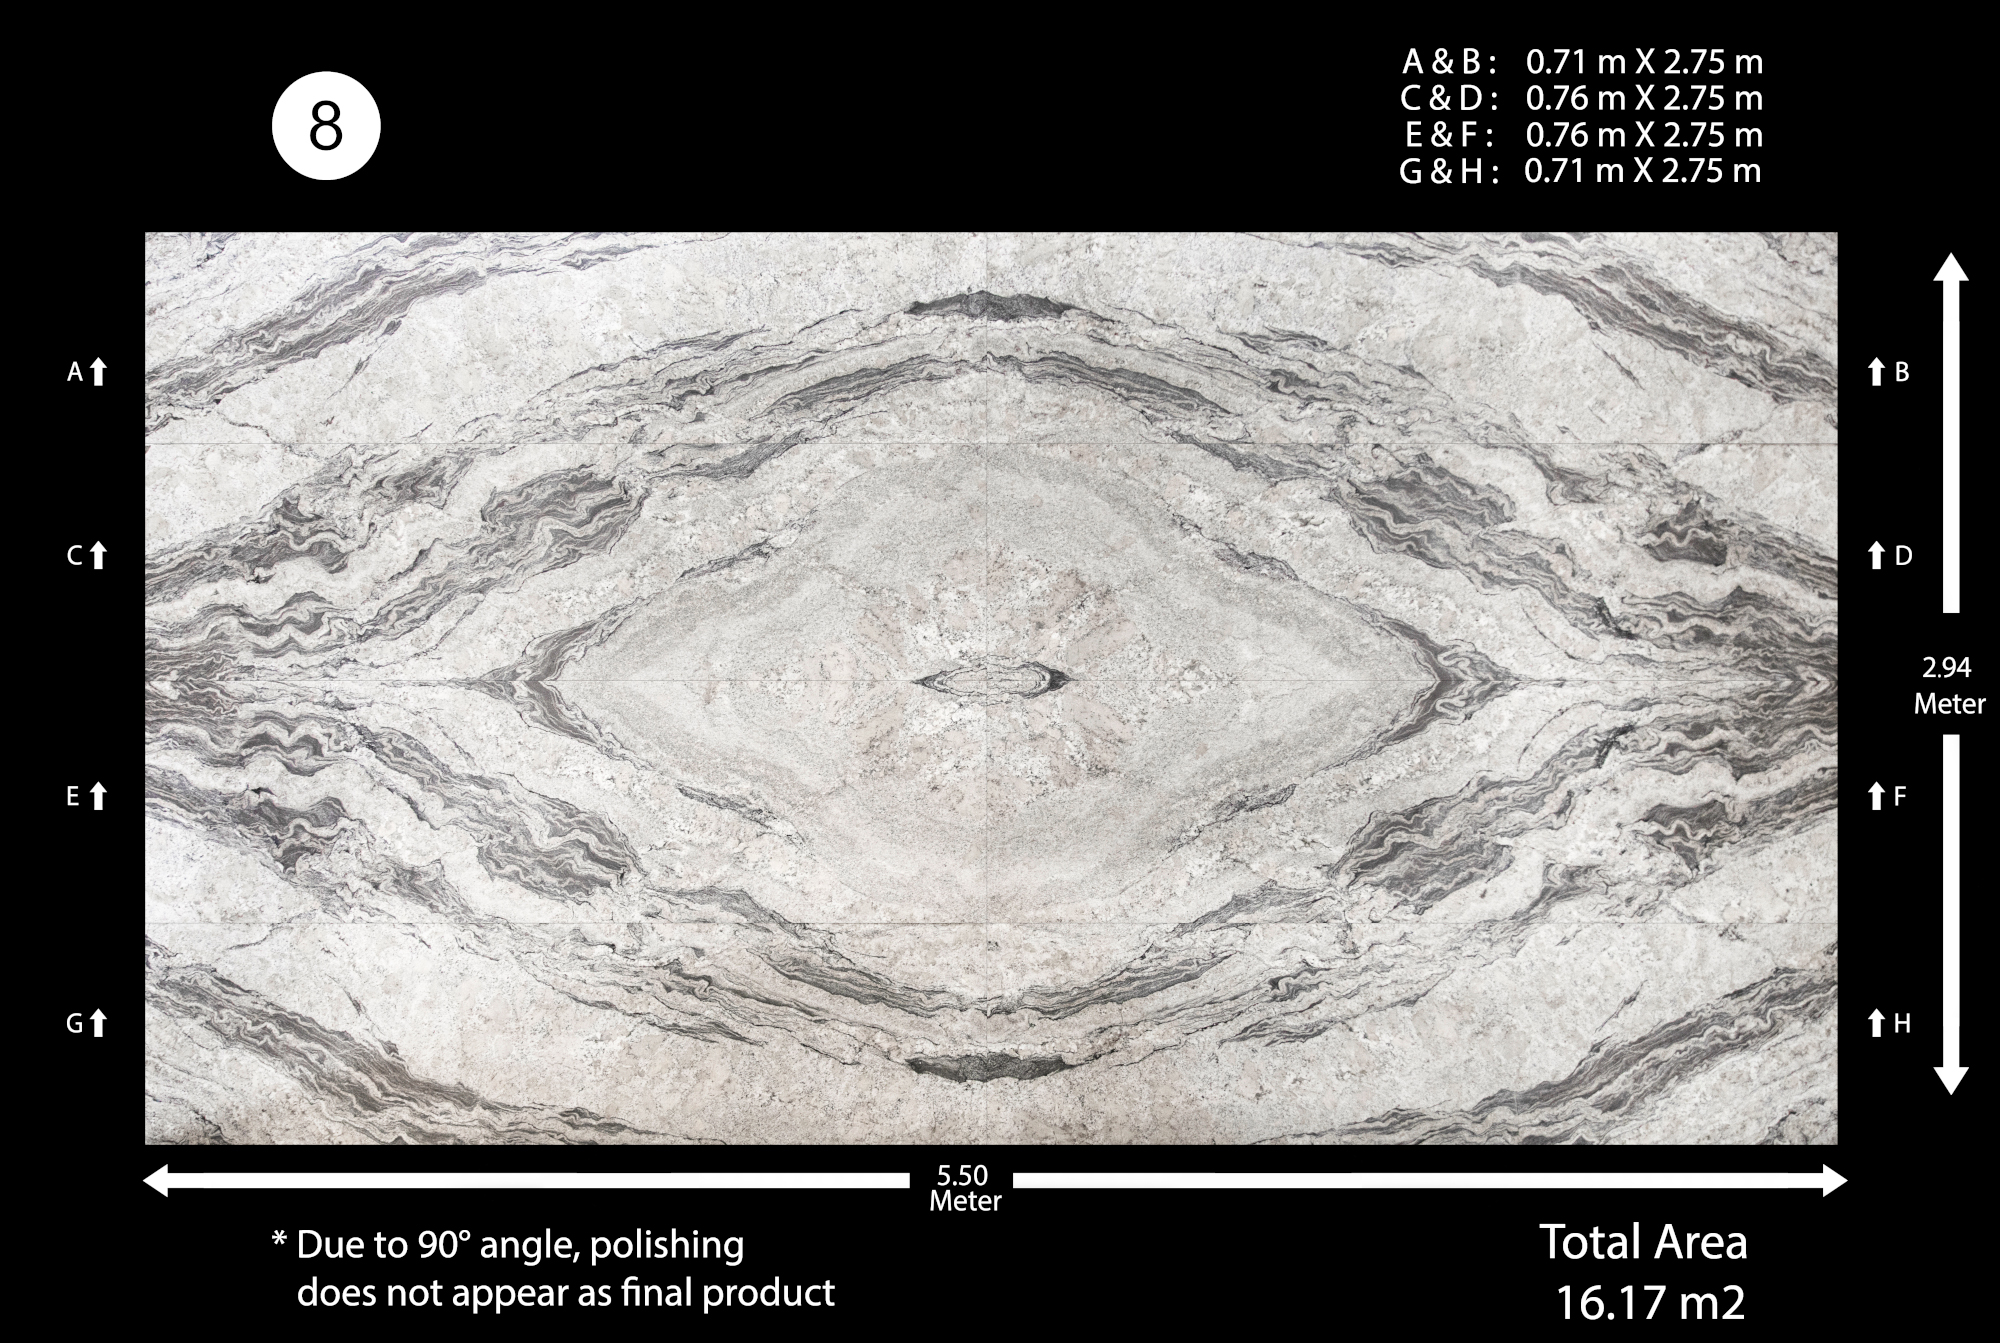 8
A & B : 0.71 m X 2.75 m
C & D : 0.76 m X 2.75 m
E & F : 0.76 m X 2.75 m
G & H : 0.71 m X 2.75 m
A
B
C
D
2.94
Meter
E
F
G
H
5.50
Meter
* Due to 90° angle, polishing
does not appear as final product
Total Area
16.17 m2